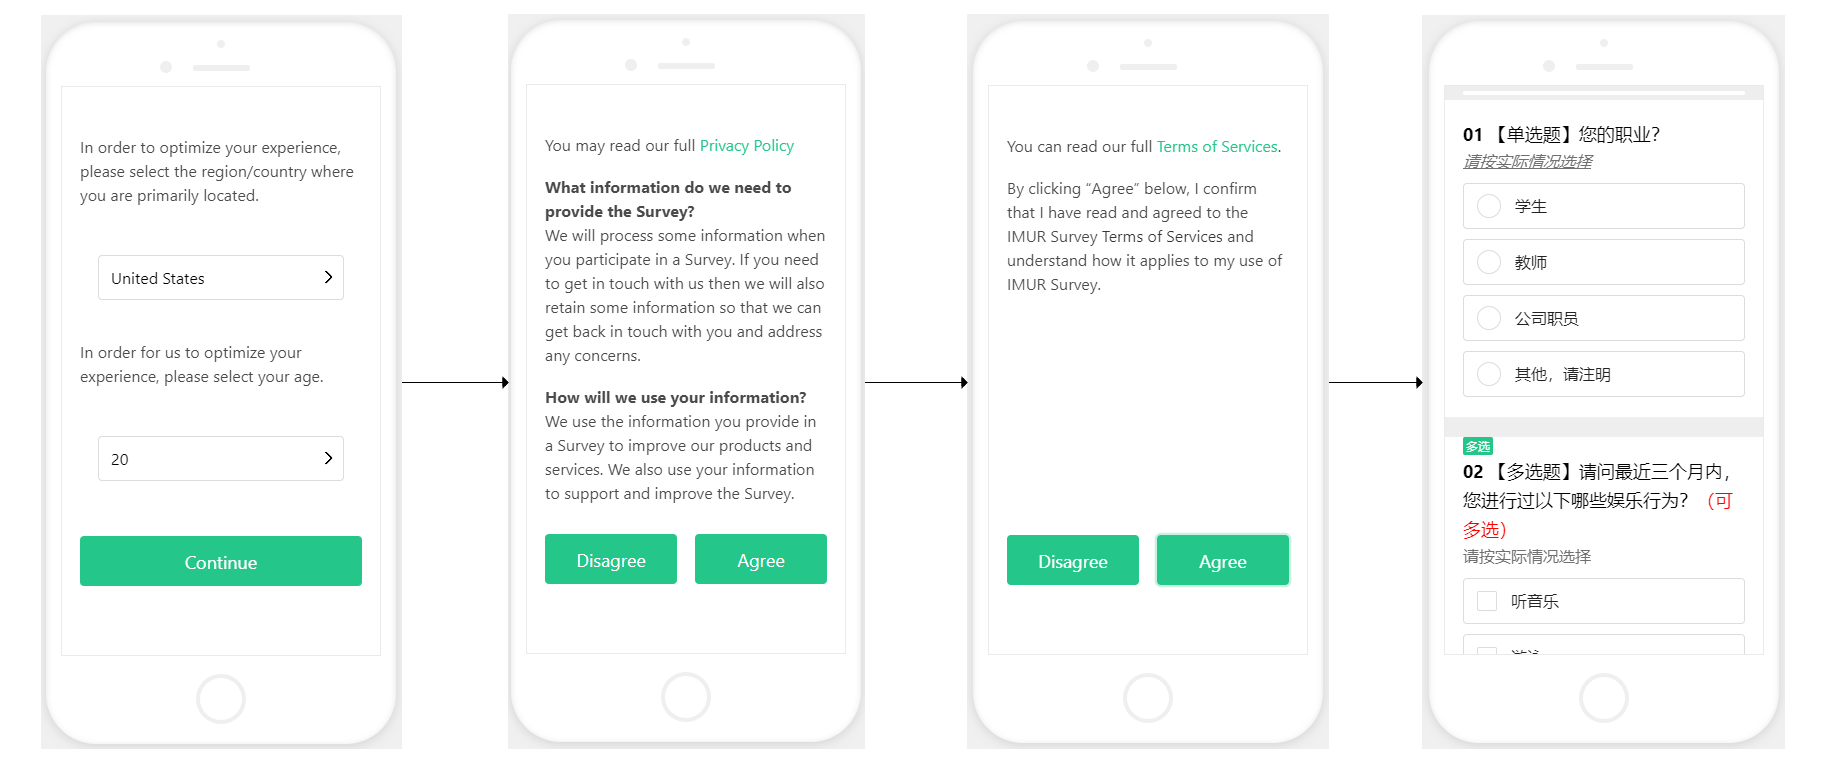 In order to optimize your experience,
please select the region/country where
you are primarily located.
United States
In order for us to optimize your
experience, please select your age.
20
Continue
You may read our full Privacy Policy
What information do we need to
provide the Survey?
We will process some information when
you participate in a Survey. If you need
to get in touch with us then we will also
retain some information so that we can
get back in touch with you and address
any concerns.
How will we use your information?
We use the information you provide in
a Survey to improve our products and
services. We also use your information
to support and improve the Survey.
Disagree
Agree
You can read our full Terms of Services.
By clicking “Agree” below, I confirm
that I have read and agreed to the
IMUR Survey Terms of Services and
understand how it applies to my use of
IMUR Survey.
Disagree
Agree
01 【单选题】您的职业？
请按实际情况选择
学生
教师
公司职员
其他，请注明
多选
02 【多选题】请问最近三个月内，
您进行过以下哪些娱乐行为？（可
多选）
请按实际情况选择
听音乐